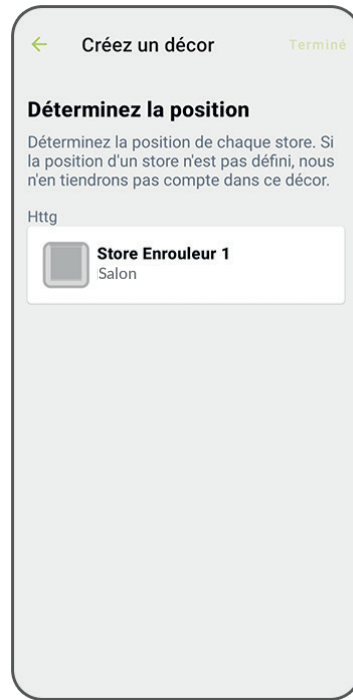 Créez un décor Terminé
Déterminez la position
Déterminez la position de chaque store. Si
la position d'un store n'est pas défini, nous
n'en tiendrons pas compte dans ce décor.
Httg
Store Enrouleur 1
Salon